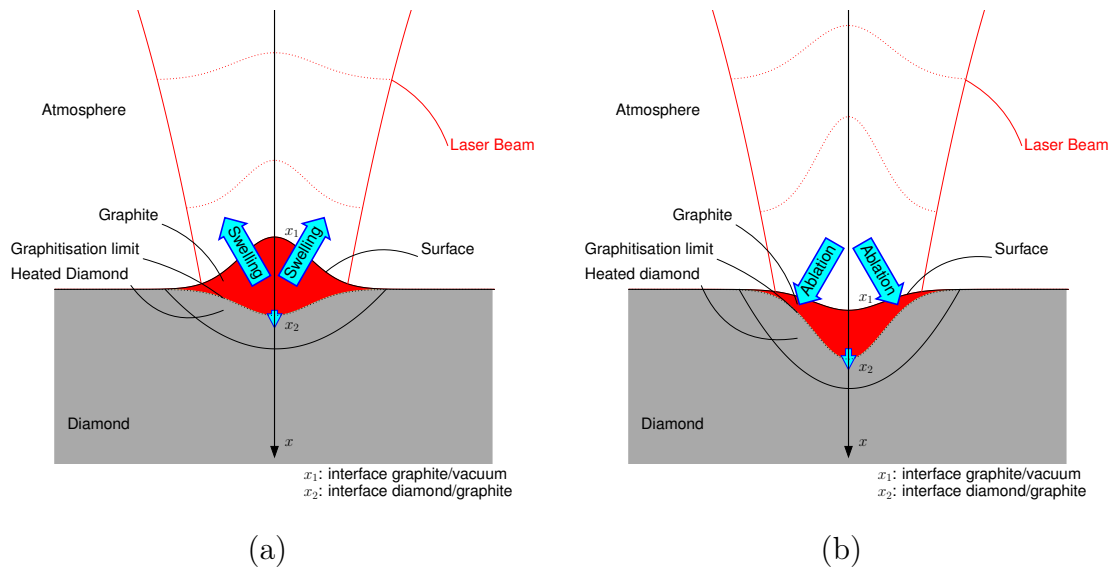 Atmosphere
Laser Beam
Graphite
x₁
Swelling
Swelling
Graphitisation limit
Surface
Heated Diamond
x₂
Diamond
x
x₁: interface graphite/vacuum
x₂: interface diamond/graphite
(a)
Atmosphere
Laser Beam
Graphite
Ablation
Ablation
Graphitisation limit
Surface
Heated diamond
x₁
x₂
Diamond
x
x₁: interface graphite/vacuum
x₂: interface diamond/graphite
(b)